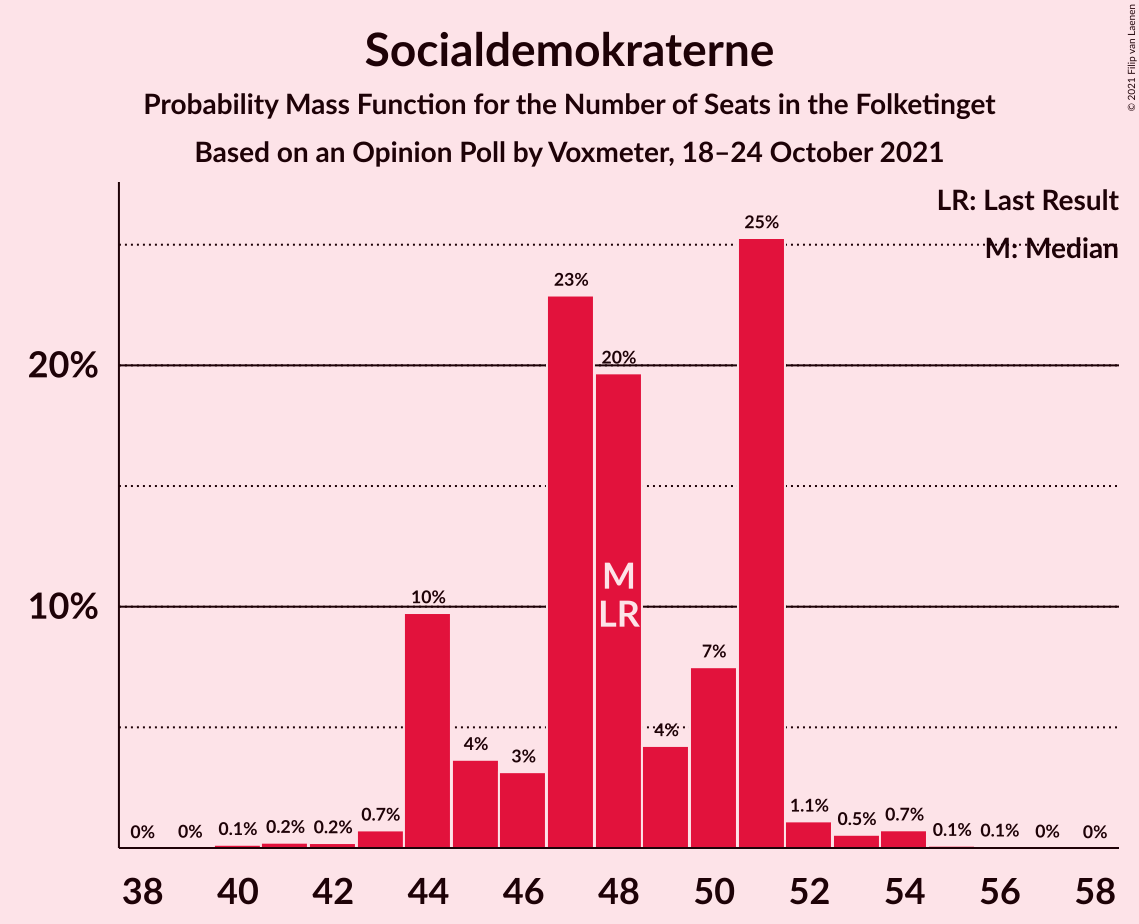 Socialdemokraterne
Probability Mass Function for the Number of Seats in the Folketinget
Based on an Opinion Poll by Voxmeter, 18–24 October 2021
© 2021 Filip van Laenen
LR: Last Result
M: Median
20%
10%
0%
0%
0.1%
0.2%
0.2%
0.7%
10%
4%
3%
23%
20%
4%
7%
25%
1.1%
0.5%
0.7%
0.1%
0.1%
0%
0%
M
LR
38 40 42 44 46 48 50 52 54 56 58